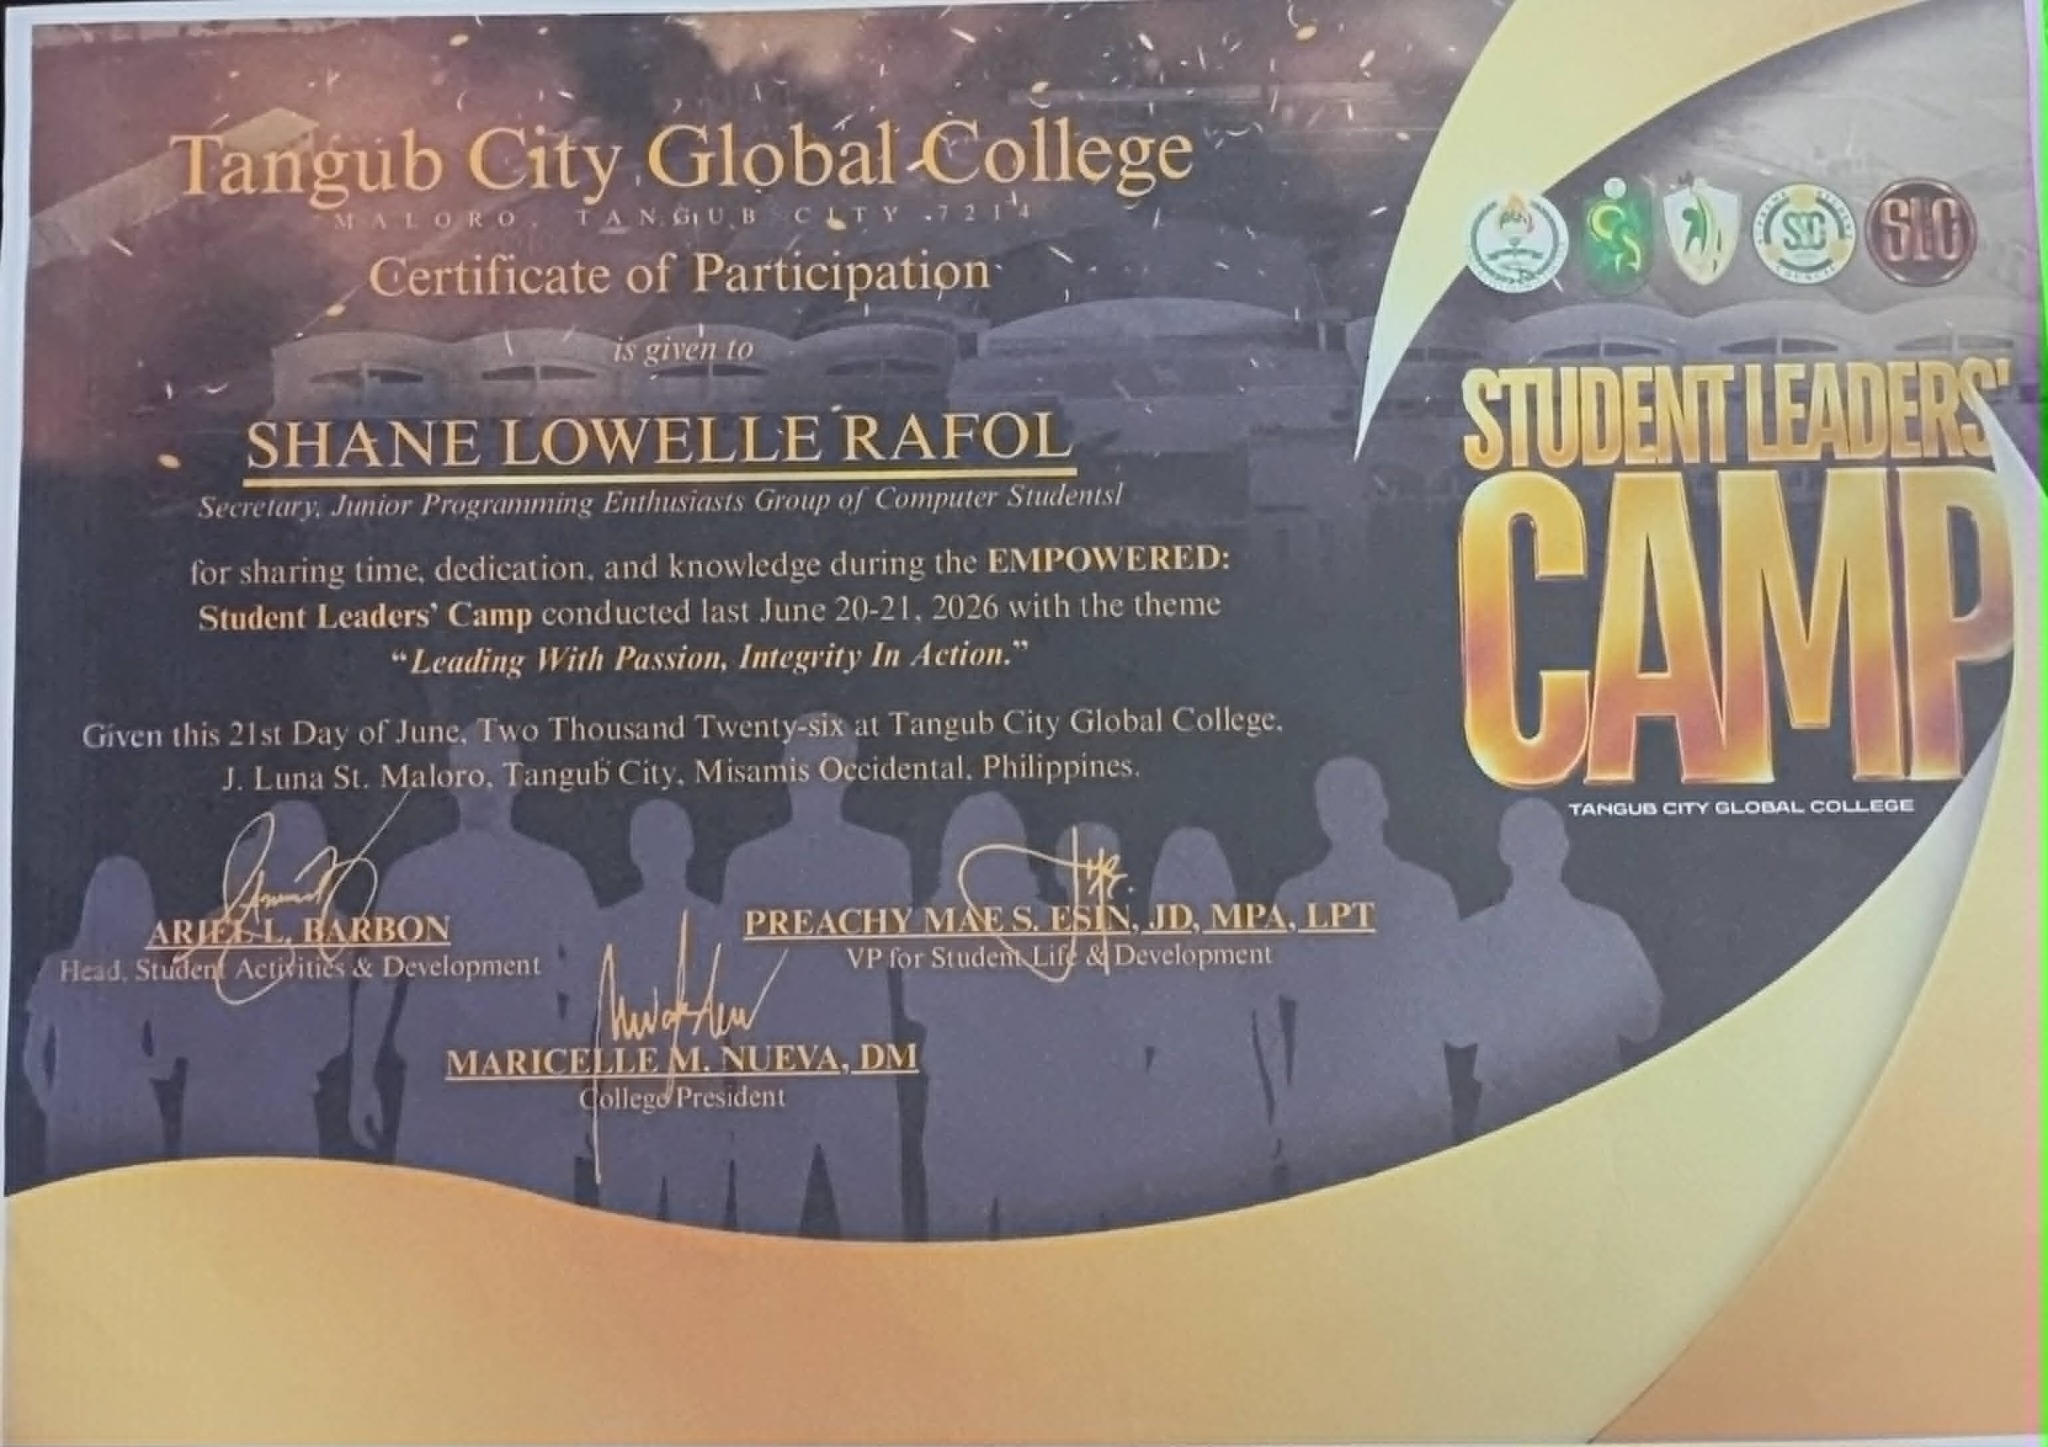 Tangub City Global College
MALORO, TANGUB CITY 7214
Certificate of Participation
is given to
SHANE LOWELLE RAFOL
Secretary, Junior Programming Enthusiasts Group of Computer Studentsl
for sharing time, dedication, and knowledge during the EMPOWERED:
Student Leaders' Camp conducted last June 20-21, 2026 with the theme
"Leading With Passion, Integrity In Action."
Given this 21st Day of June, Two Thousand Twenty-six at Tangub City Global College,
J. Luna St. Maloro, Tangub City, Misamis Occidental, Philippines.
ARIEL L. BARBON
Head, Student Activities & Development
PREACHY MAE S. ESIN, JD, MPA, LPT
VP for Student Life & Development
MARICELLE M. NUEVA, DM
College President
SLC
COUNCIL
SLC
STUDENT LEADERS'
CAMP
TANGUB CITY GLOBAL COLLEGE